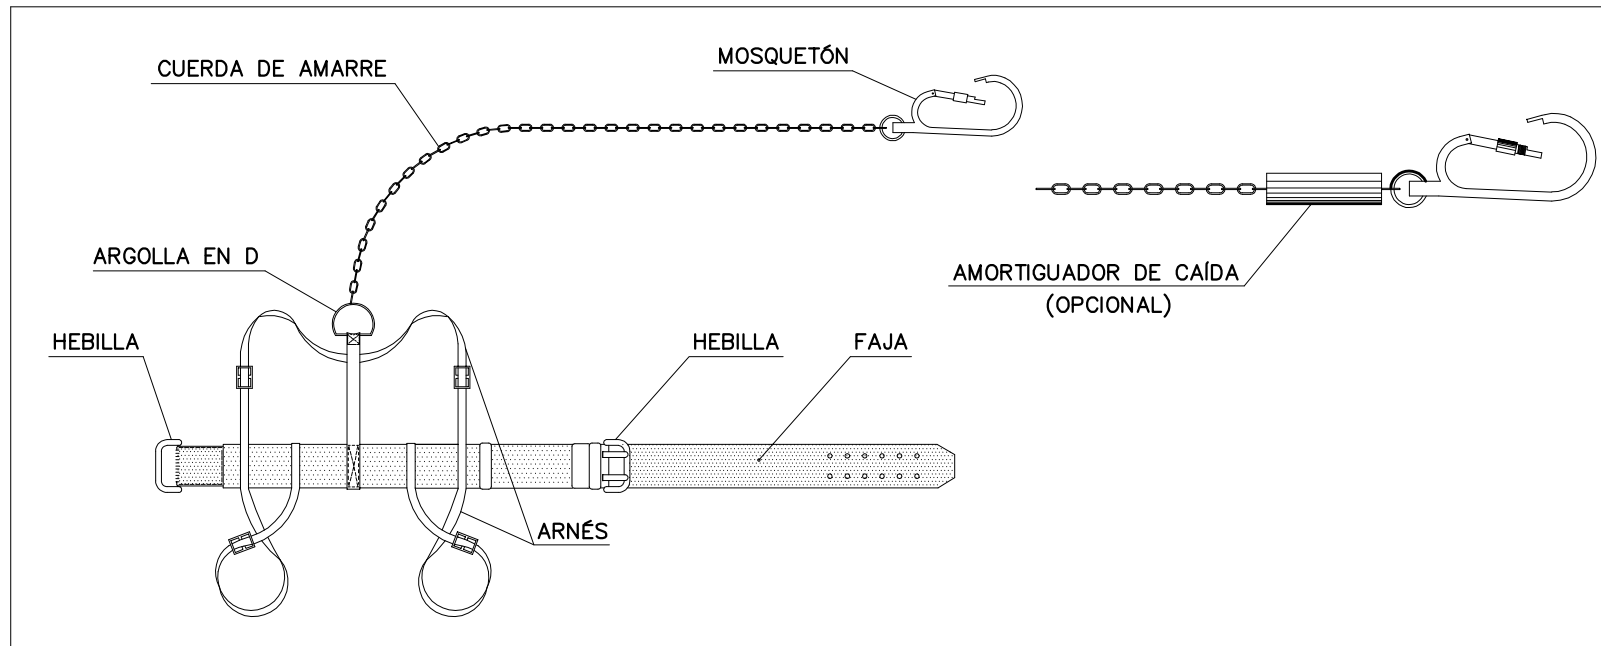 CUERDA DE AMARRE
MOSQUETÓN
ARGOLLA EN D
AMORTIGUADOR DE CAÍDA
(OPCIONAL)
HEBILLA
HEBILLA
FAJA
ARNÉS